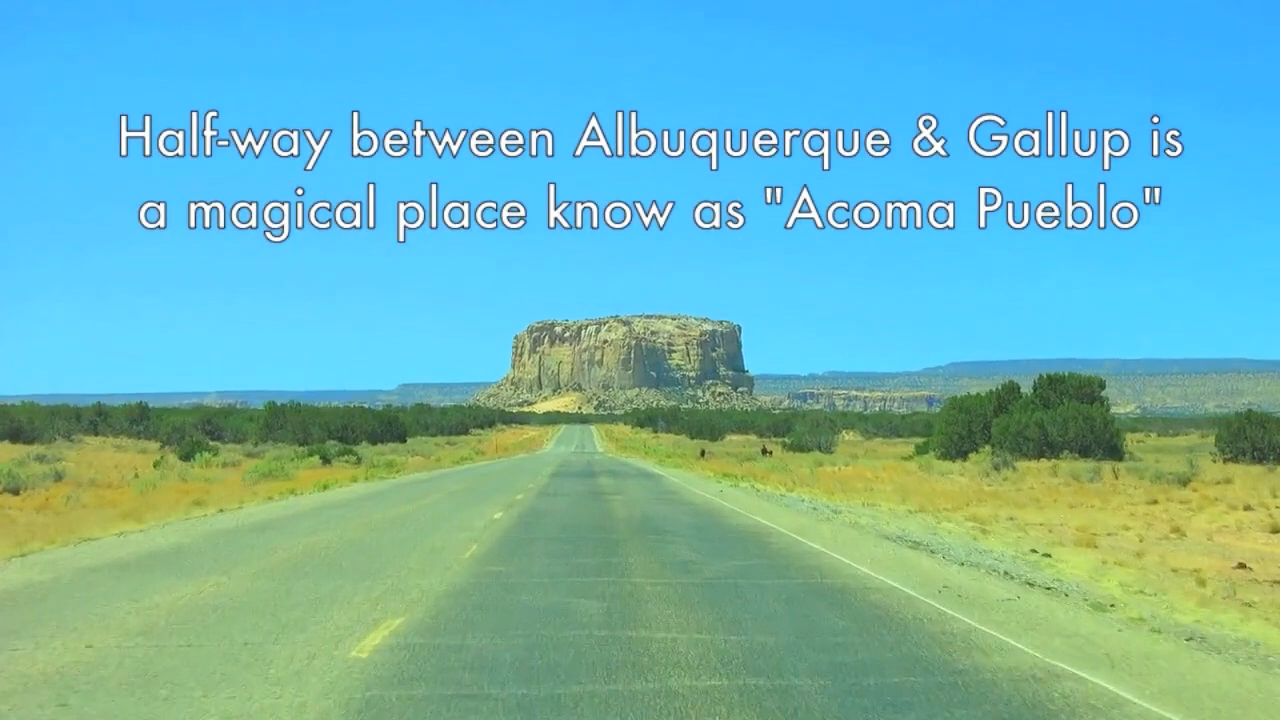 Half-way between Albuquerque & Gallup is
a magical place know as "Acoma Pueblo"